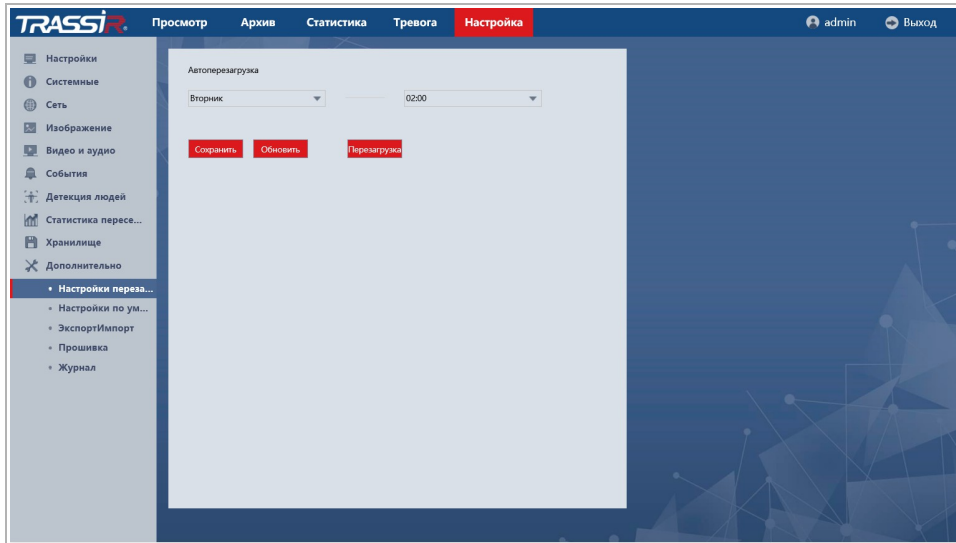 TRASSIR® Просмотр Архив Статистика Тревога Настройка admin Выход
Настройки
Системные
Сеть
Изображение
Видео и аудио
События
Детекция людей
Статистика пересе...
Хранилище
Дополнительно
• Настройки переза...
• Настройки по ум...
• ЭкспортИмпорт
• Прошивка
• Журнал
Автоперезагрузка
Вторник 02:00
Сохранить Обновить Перезагрузка